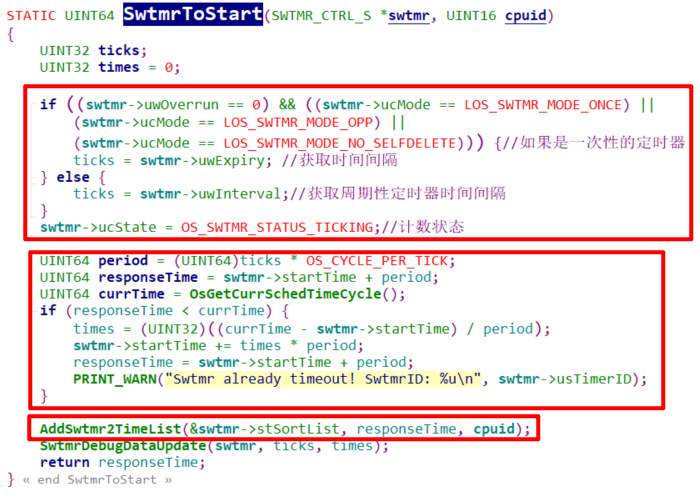 STATIC UINT64 SwtmrToStart(SWTMR_CTRL_S *swtmr, UINT16 cpuid)
{
    UINT32 ticks;
    UINT32 times = 0;

    if ((swtmr->uwOverrun == 0) && ((swtmr->ucMode == LOS_SWTMR_MODE_ONCE) ||
        (swtmr->ucMode == LOS_SWTMR_MODE_OPP) ||
        (swtmr->ucMode == LOS_SWTMR_MODE_NO_SELFDELETE))) {//如果是一次性的定时器
        ticks = swtmr->uwExpiry; //获取时间间隔
    } else {
        ticks = swtmr->uwInterval;//获取周期性定时器时间间隔
    }
    swtmr->ucState = OS_SWTMR_STATUS_TICKING;//计数状态

    UINT64 period = (UINT64)ticks * OS_CYCLE_PER_TICK;
    UINT64 responseTime = swtmr->startTime + period;
    UINT64 currTime = OsGetCurrSchedTimeCycle();
    if (responseTime < currTime) {
        times = (UINT32)((currTime - swtmr->startTime) / period);
        swtmr->startTime += times * period;
        responseTime = swtmr->startTime + period;
        PRINT_WARN("Swtmr already timeout! SwtmrID: %u\n", swtmr->usTimerID);
    }

    AddSwtmr2TimeList(&swtmr->stSortList, responseTime, cpuid);
    SwtmrDebugDataUpdate(swtmr, ticks, times);
    return responseTime;
} « end SwtmrToStart »